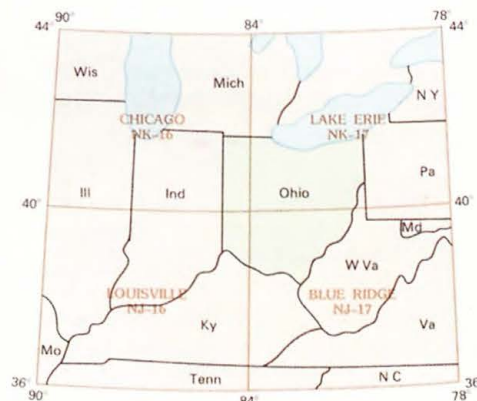 90°
84°
78°
44°
44°
Wis
Mich
N Y
CHICAGO
NK-16
LAKE ERIE
NK-17
Ill
Ind
Ohio
Pa
40°
40°
Md
W Va
LOUISVILLE
NJ-16
BLUE RIDGE
NJ-17
Ky
Va
Mo
Tenn
N C
36°
36°
90°
84°
78°